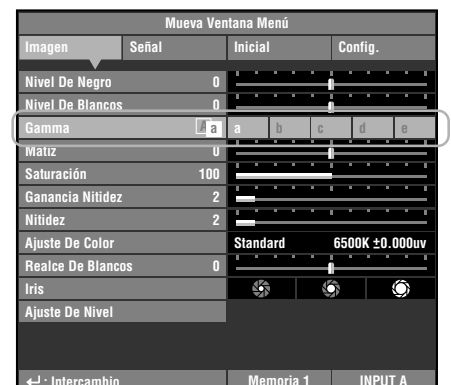 Mueva Ventana Menú
Imagen Señal Inicial Config.
Nivel De Negro 0
Nivel De Blancos 0
Gamma A a a b c d e
Matiz 0
Saturación 100
Ganancia Nitidez 2
Nitidez 2
Ajuste De Color Standard 6500K ±0.000uv
Realce De Blancos 0
Iris
Ajuste De Nivel
↵ : Intercambio Memoria 1 INPUT A